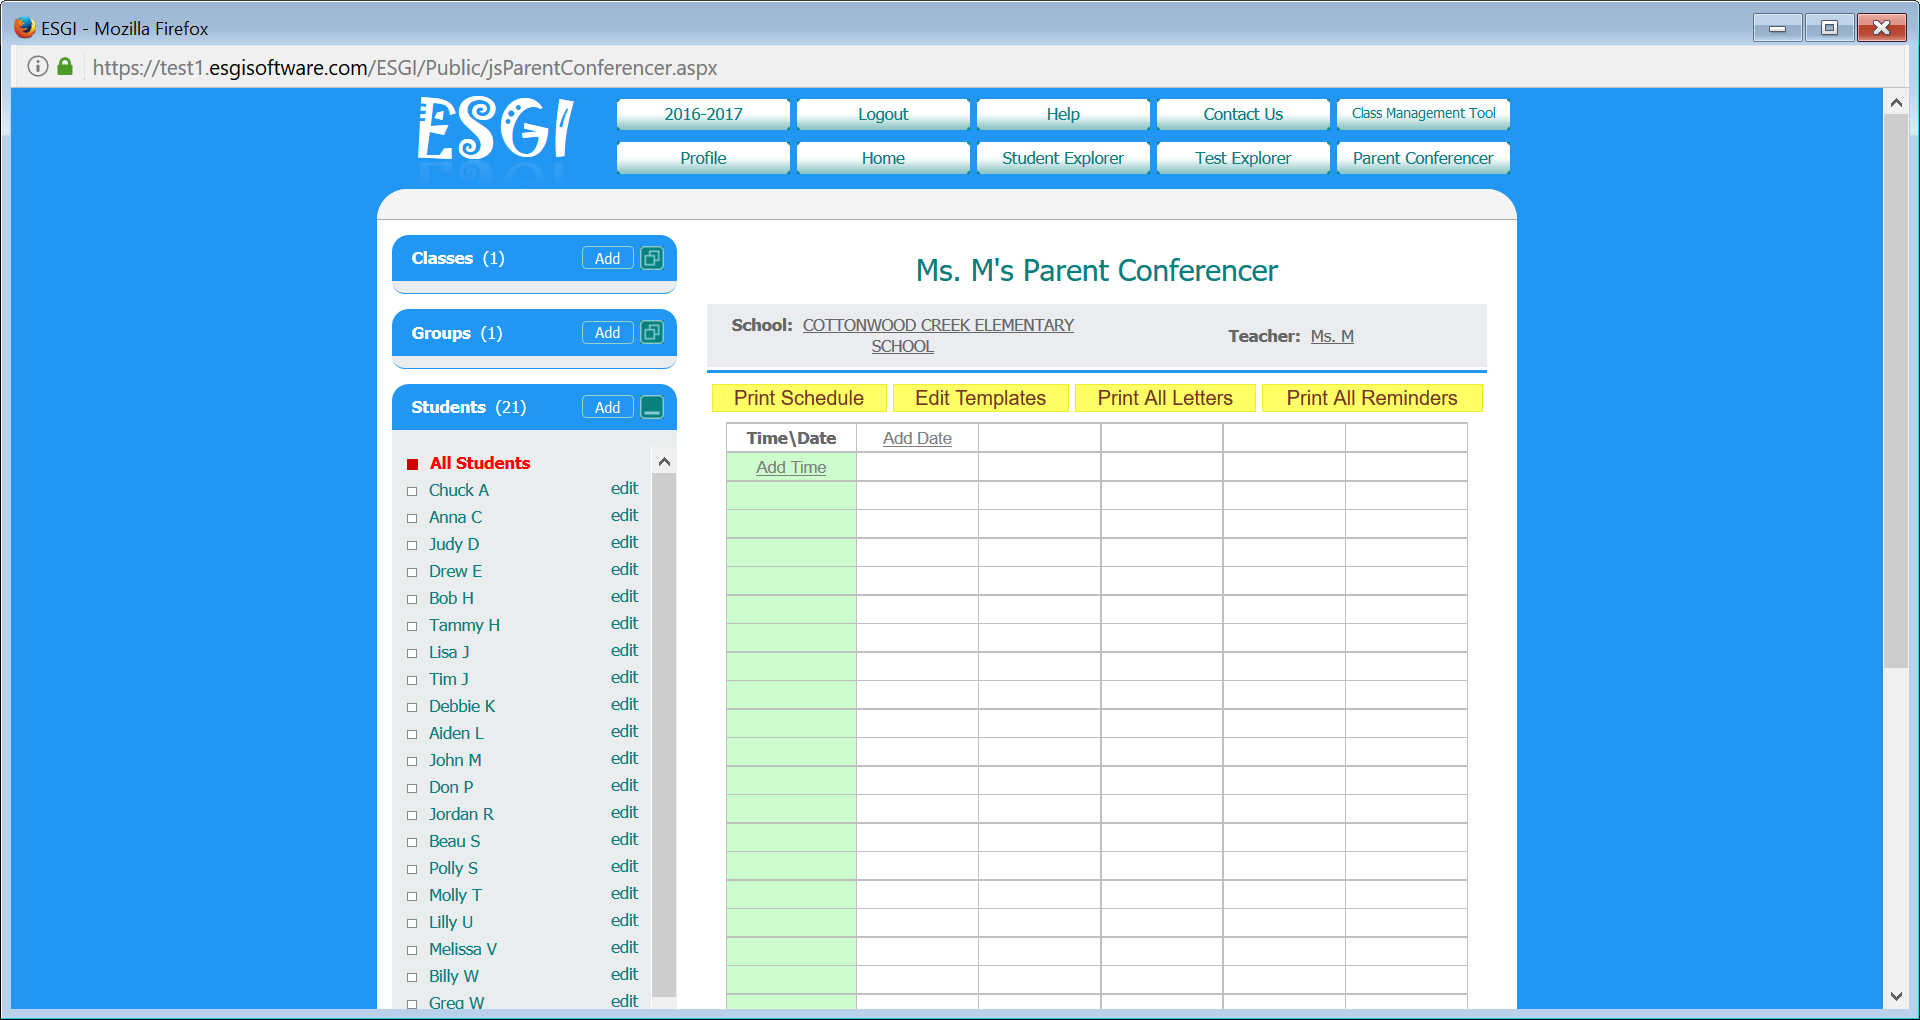 ESGI - Mozilla Firefox
https://test1.esgisoftware.com/ESGI/Public/jsParentConferencer.aspx
ESGI
2016-2017 Logout Help Contact Us Class Management Tool
Profile Home Student Explorer Test Explorer Parent Conferencer
Classes (1) Add
Groups (1) Add
Students (21) Add
All Students
Chuck A edit
Anna C edit
Judy D edit
Drew E edit
Bob H edit
Tammy H edit
Lisa J edit
Tim J edit
Debbie K edit
Aiden L edit
John M edit
Don P edit
Jordan R edit
Beau S edit
Polly S edit
Molly T edit
Lilly U edit
Melissa V edit
Billy W edit
Greg W edit
Ms. M's Parent Conferencer
School: COTTONWOOD CREEK ELEMENTARY
SCHOOL
Teacher: Ms. M
Print Schedule Edit Templates Print All Letters Print All Reminders
Time\Date Add Date
Add Time